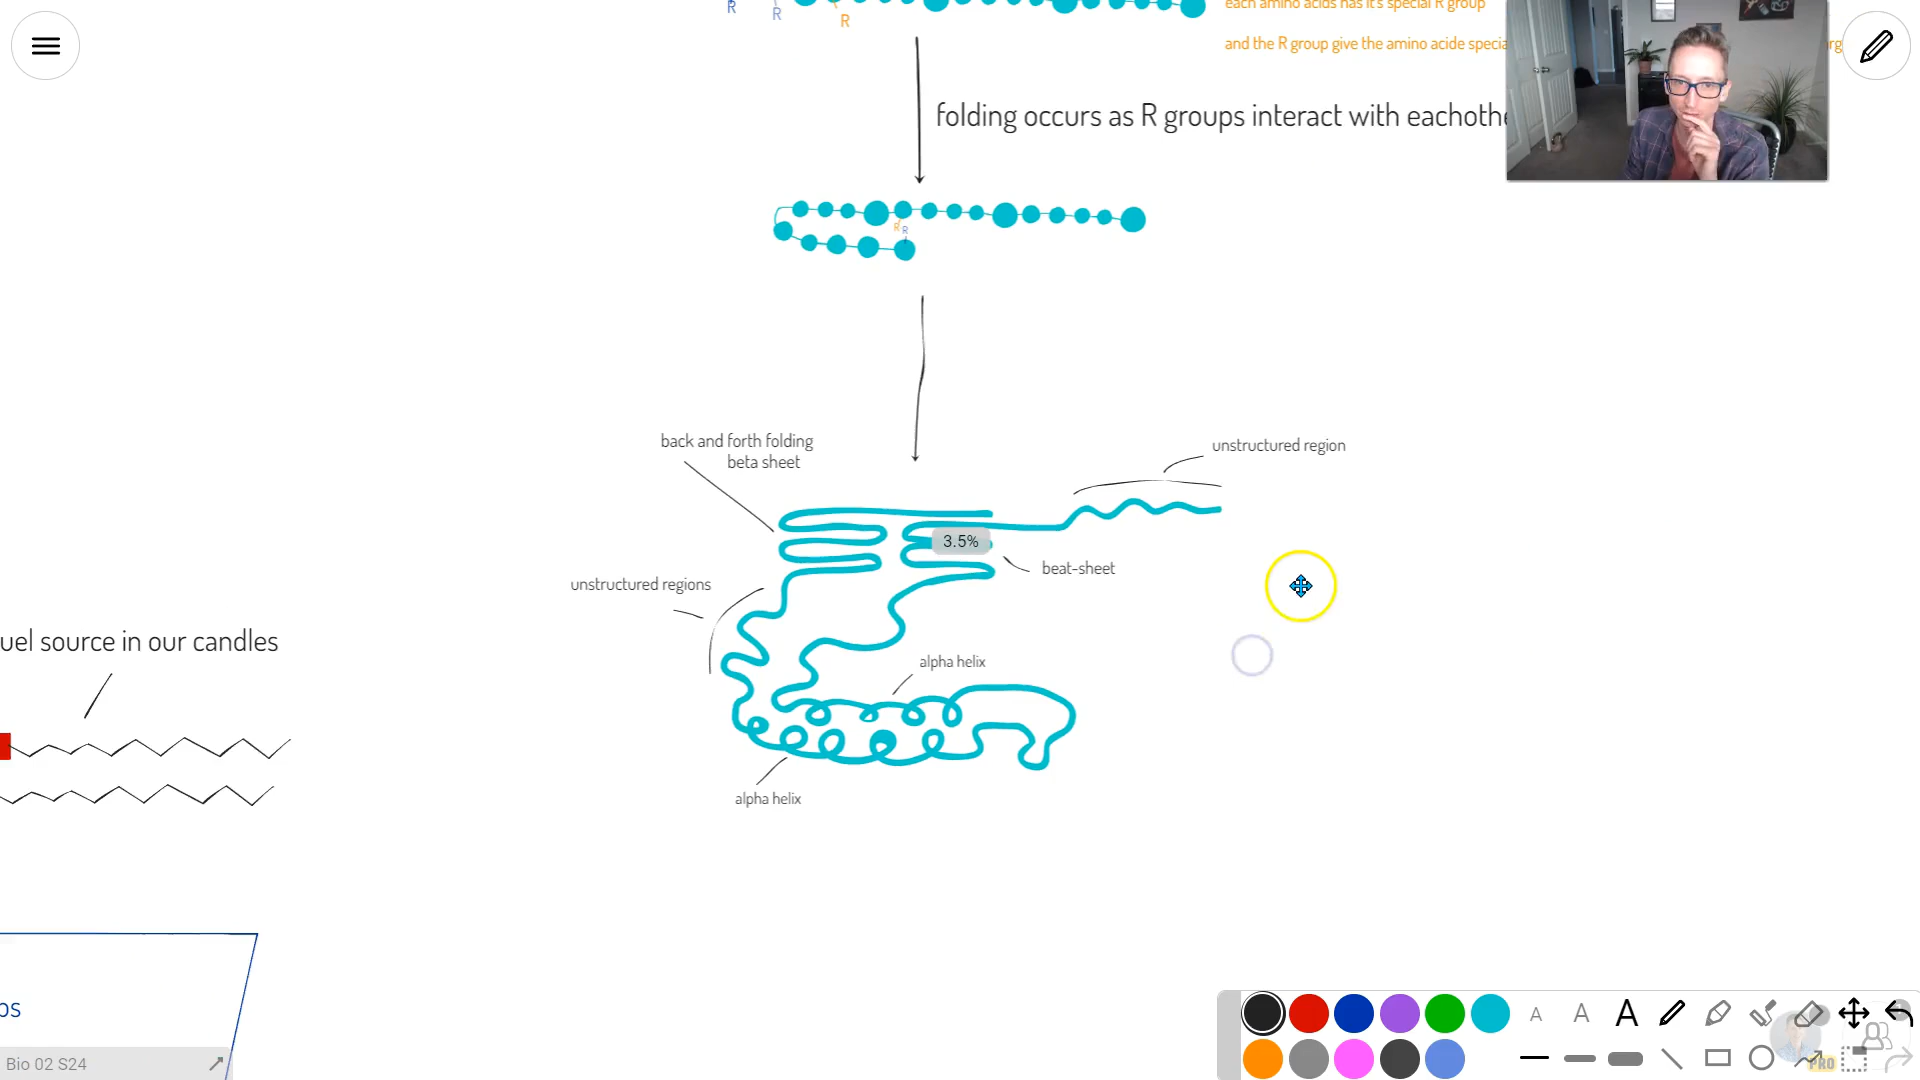 R
R
R
each amino acids has it's special R group
and the R group give the amino acide specia
folding occurs as R groups interact with eachothe
R
R
back and forth folding
beta sheet
unstructured region
3.5%
beat-sheet
unstructured regions
alpha helix
uel source in our candles
alpha helix
ps
Bio 02 S24
A A A
PRO